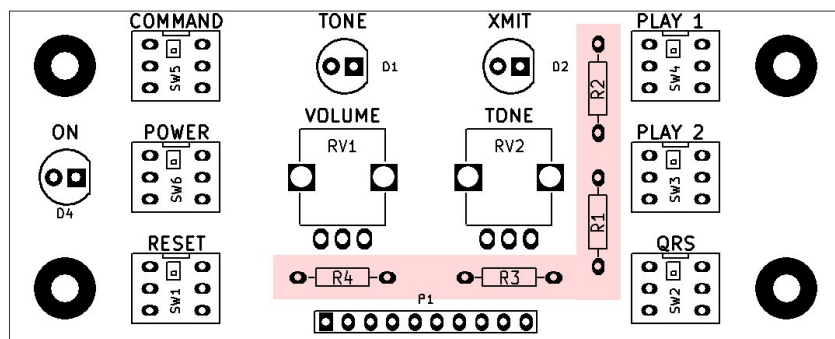 COMMAND
TONE
XMIT
PLAY 1
SW5
D1
D2
R2
SW4
ON
POWER
VOLUME
TONE
PLAY 2
RV1
RV2
SW6
SW3
D4
R1
RESET
QRS
SW1
R4
R3
SW2
P1